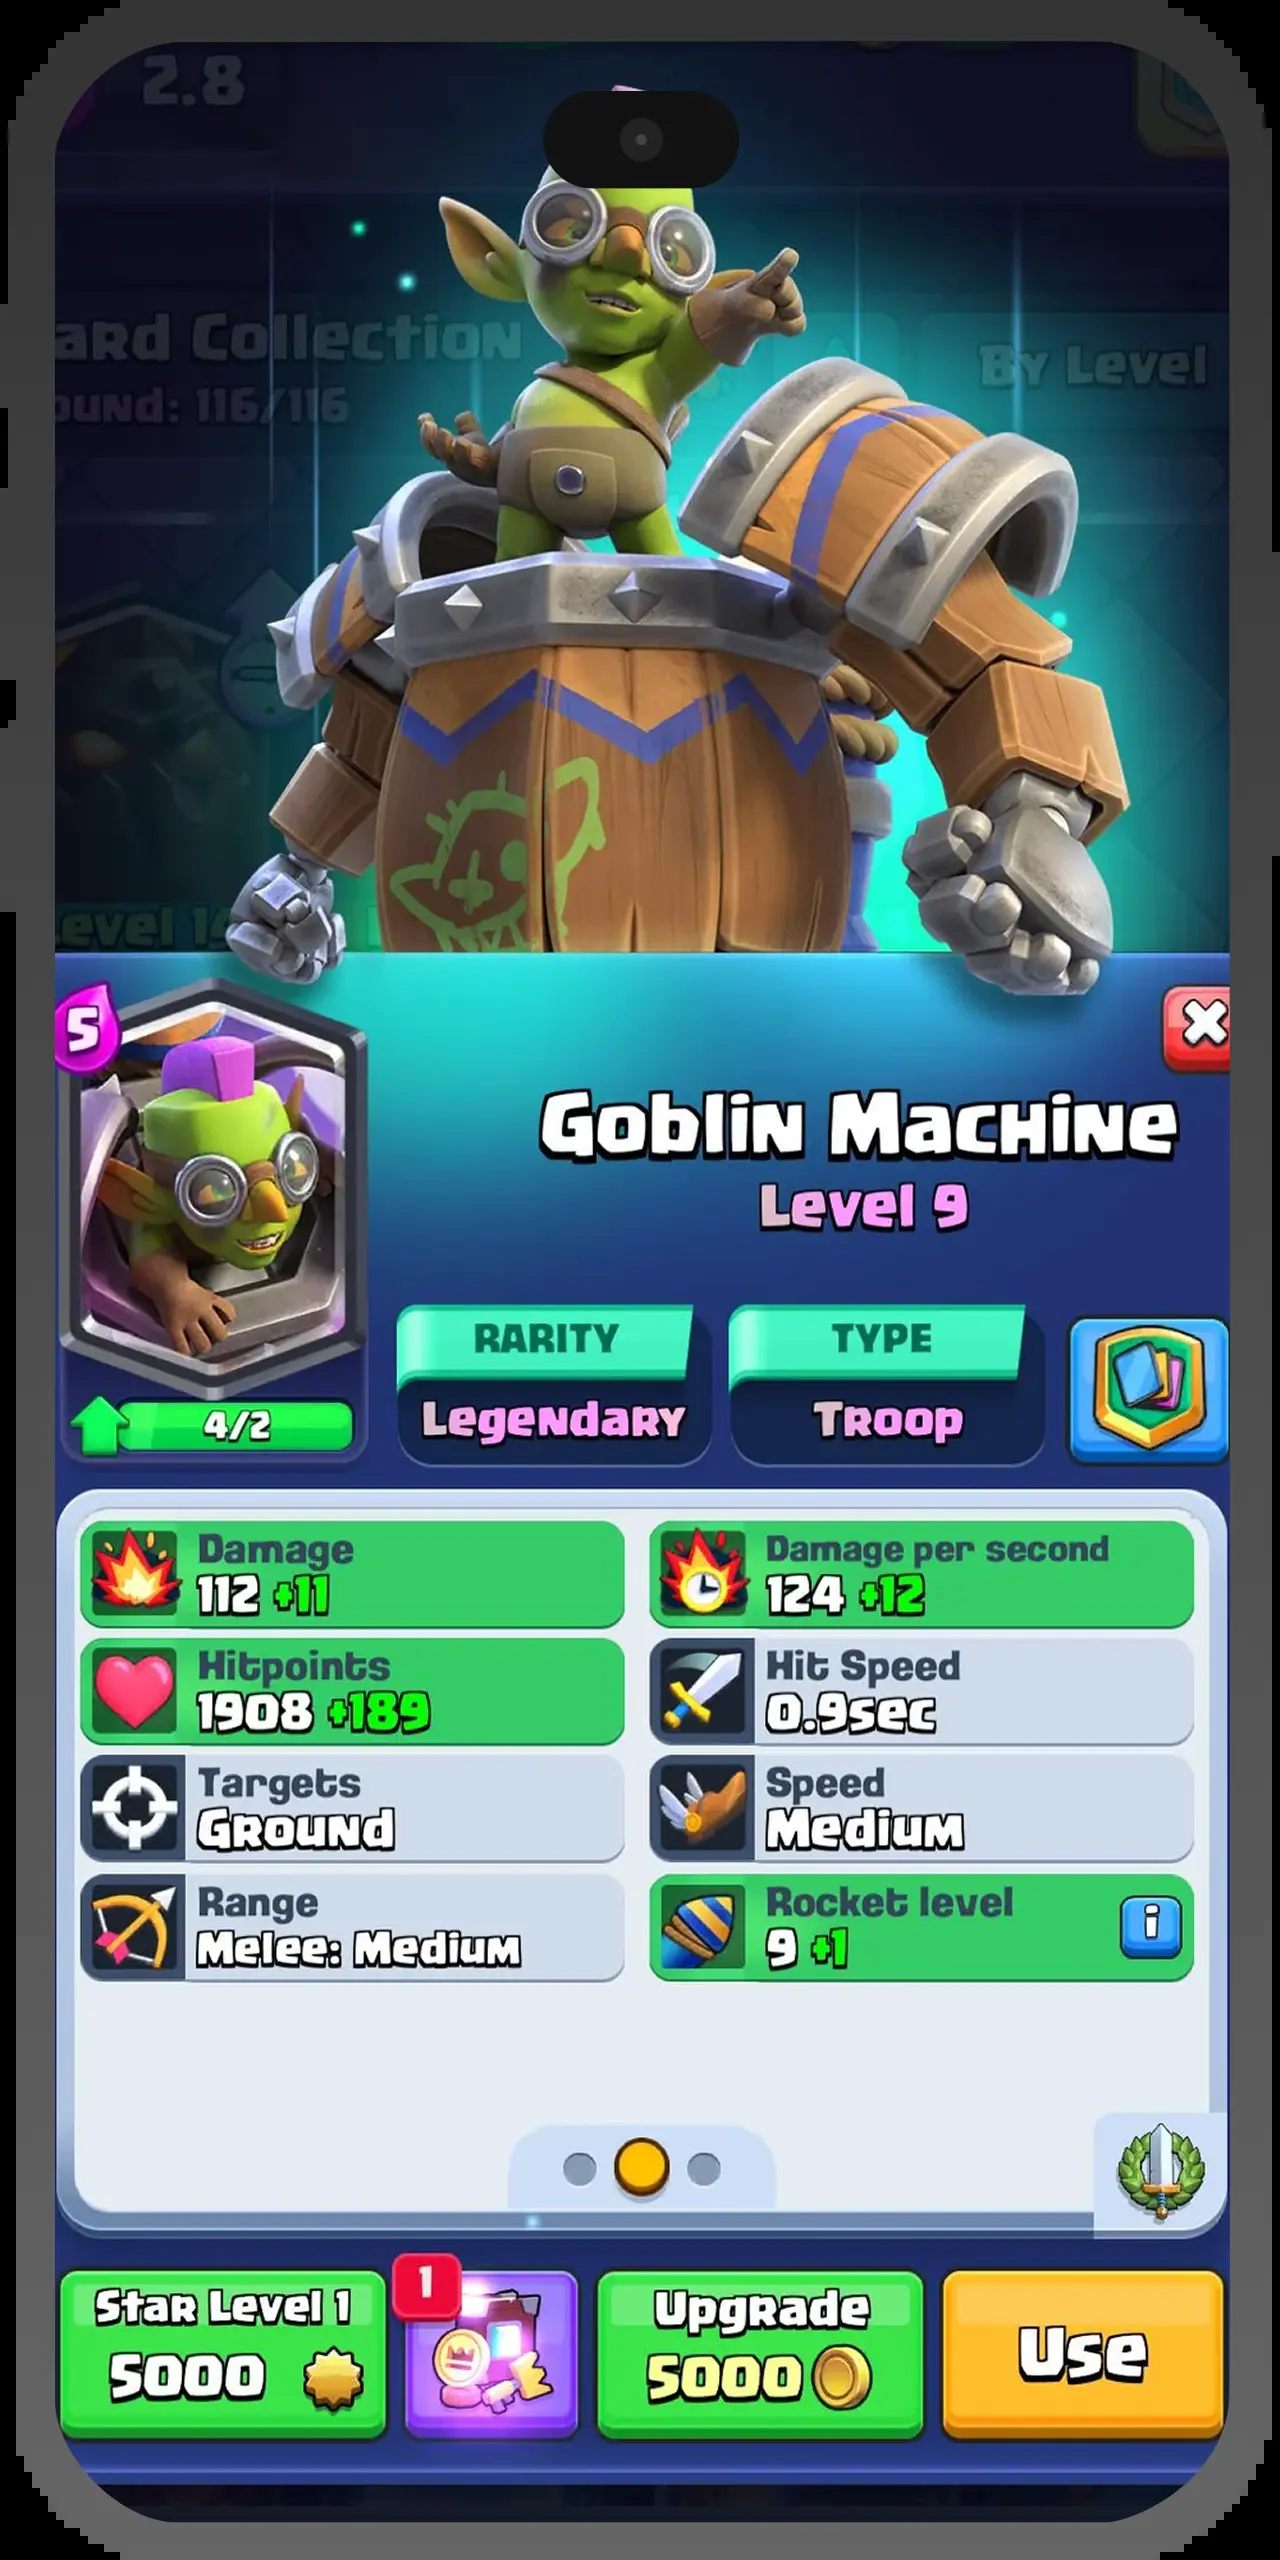 2.8
ard Collection
By Level
ound: 116/116
evel 1
5
Goblin Machine
Level 9
RARITY
TYPE
Legendary
Troop
4/2
Damage
112 +11
Damage per second
124 +12
Hitpoints
1908 +189
Hit Speed
0.9sec
Targets
Ground
Speed
Medium
Range
Melee: Medium
Rocket level
9 +1
i
Star Level 1
5000
1
Upgrade
5000
Use